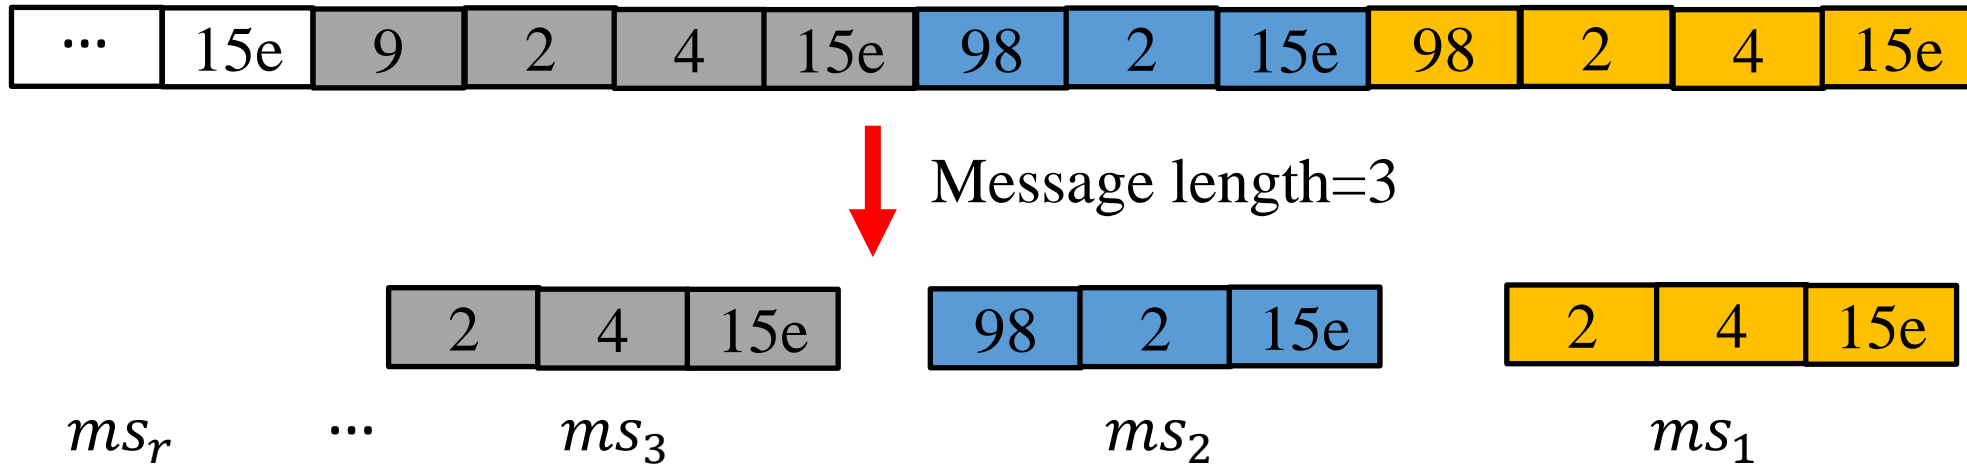 ... 15e 9 2 4 15e 98 2 15e 98 2 4 15e
Message length=3
2 4 15e 98 2 15e 2 4 15e
ms_r ... ms_3 ms_2 ms_1